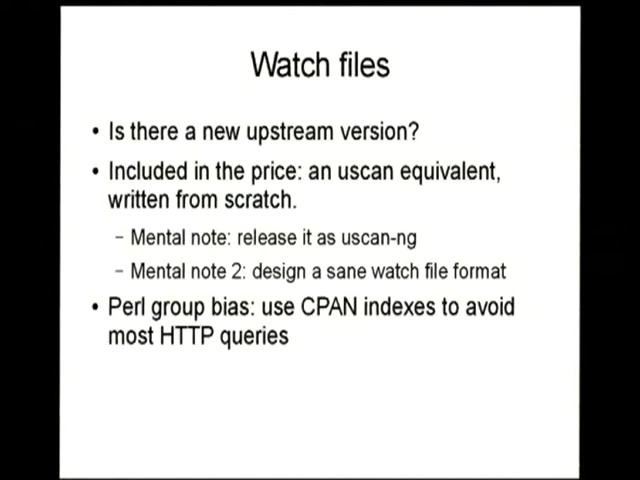 Watch files
• Is there a new upstream version?
• Included in the price: an uscan equivalent,
written from scratch.
– Mental note: release it as uscan-ng
– Mental note 2: design a sane watch file format
• Perl group bias: use CPAN indexes to avoid
most HTTP queries